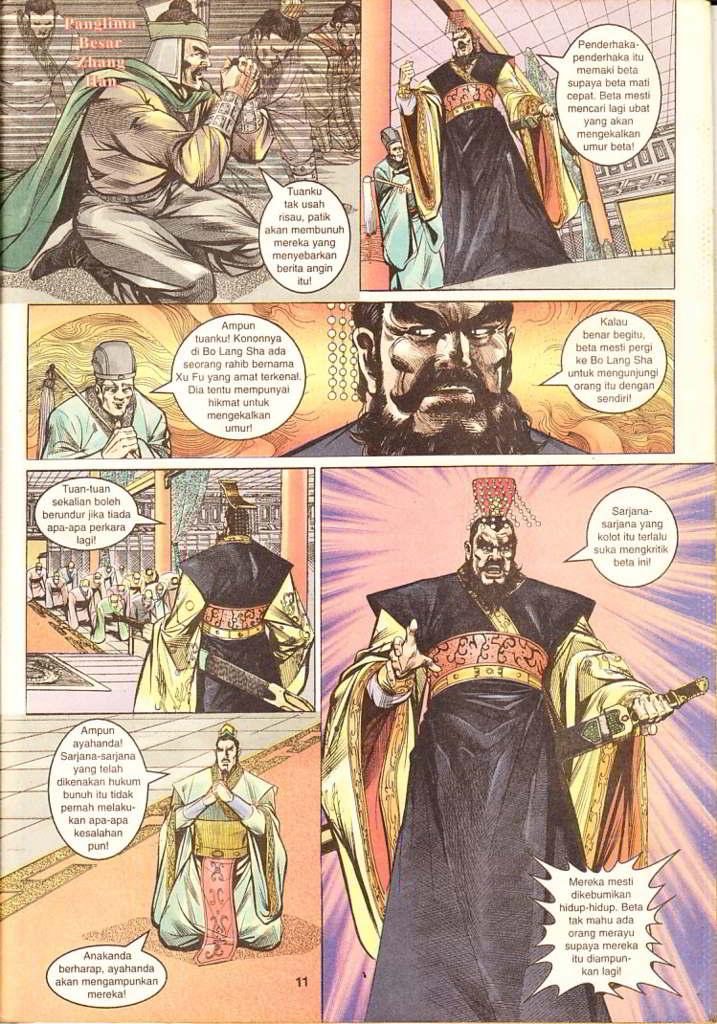 Panglima
Besar
Zhang
Han
Tuanku
tak usah
risau, patik
akan membunuh
mereka yang
menyebarkan
berita angin
itu!
Penderhaka-
penderhaka itu
memaki beta
supaya beta mati
cepat. Beta mesti
mencari lagi ubat
yang akan
mengekalkan
umur beta!
Ampun
tuanku! Kononnya
di Bo Lang Sha ada
seorang rahib bernama
Xu Fu yang amat terkenal.
Dia tentu mempunyai
hikmat untuk
mengekalkan
umur!
Kalau
benar begitu,
beta mesti pergi
ke Bo Lang Sha
untuk mengunjungi
orang itu dengan
sendiri!
Tuan-tuan
sekalian boleh
berundur jika tiada
apa-apa perkara
lagi!
Sarjana-
sarjana yang
kolot itu terlalu
suka mengkritik
beta ini!
Ampun
ayahanda!
Sarjana-sarjana
yang telah
dikenakan hukum
bunuh itu tidak
pernah melaku-
kan apa-apa
kesalahan
pun!
Anakanda
berharap, ayahanda
akan mengampunkan
mereka!
Mereka mesti
dikebumikan
hidup-hidup. Beta
tak mahu ada
orang merayu
supaya mereka
itu diampun-
kan lagi!
11